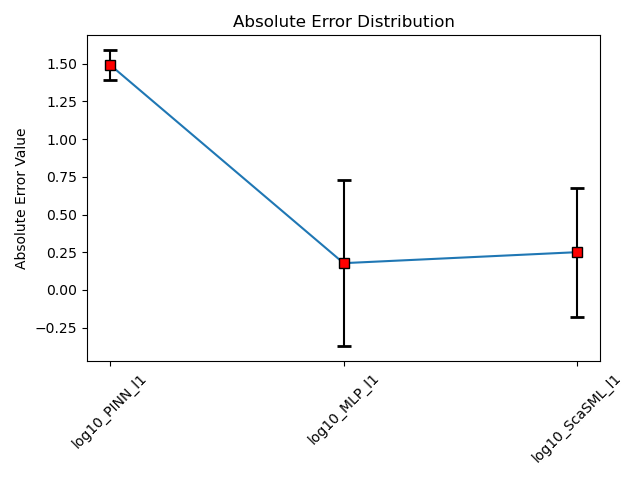 Absolute Error Distribution
Absolute Error Value
1.50
1.25
1.00
0.75
0.50
0.25
0.00
−0.25
log10_PINN_l1
log10_MLP_l1
log10_ScaSML_l1